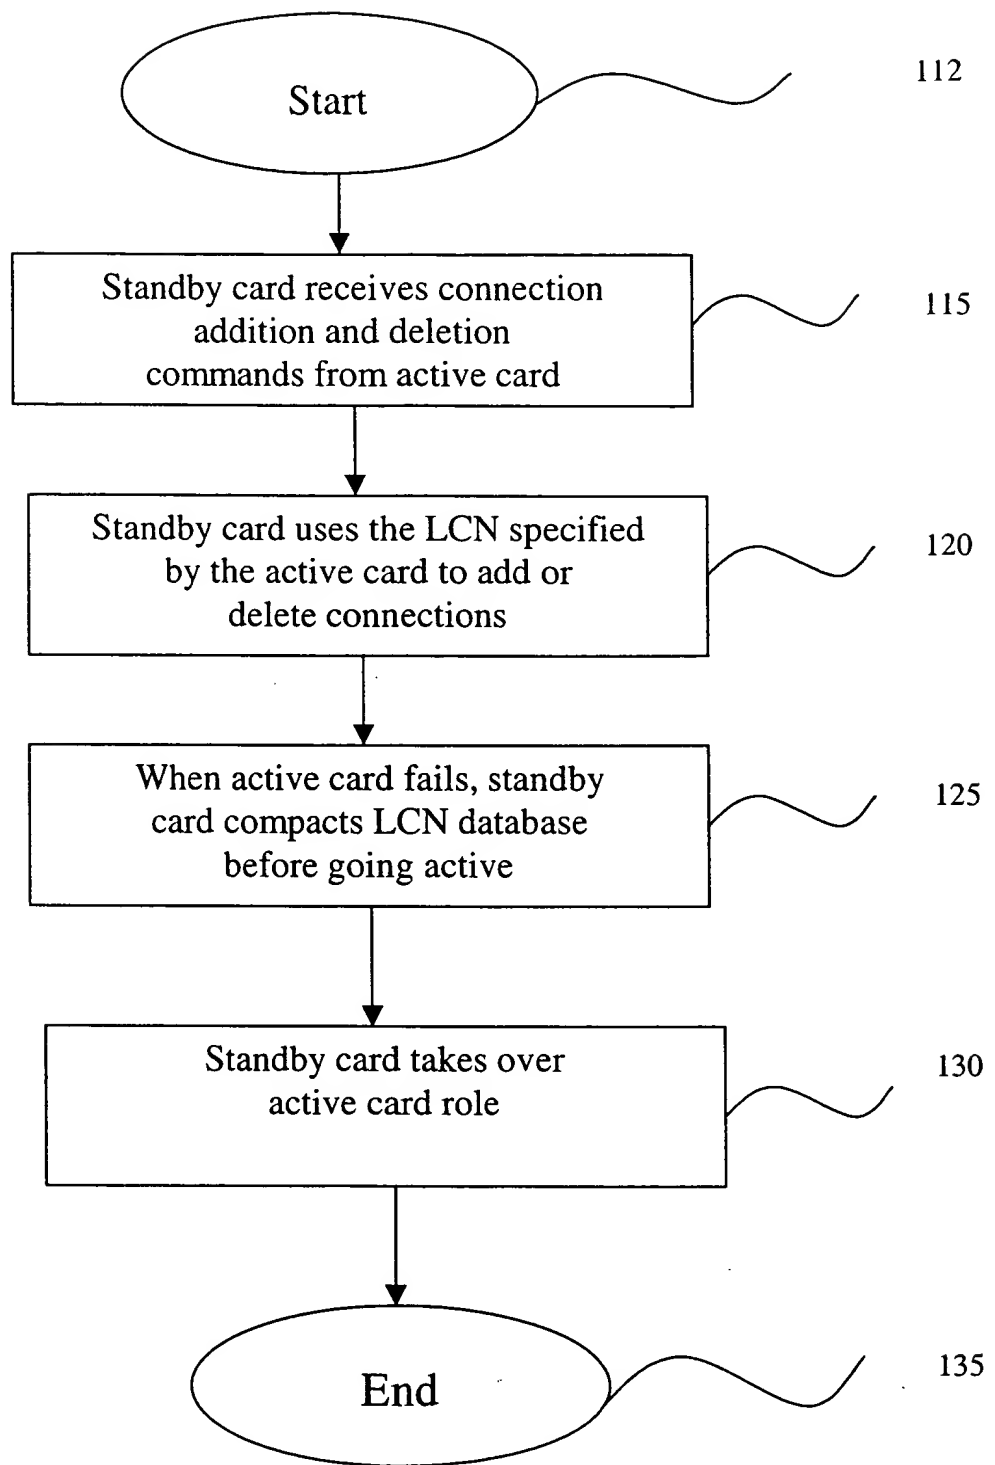 Start
112
Standby card receives connection
addition and deletion
commands from active card
115
Standby card uses the LCN specified
by the active card to add or
delete connections
120
When active card fails, standby
card compacts LCN database
before going active
125
Standby card takes over
active card role
130
End
135